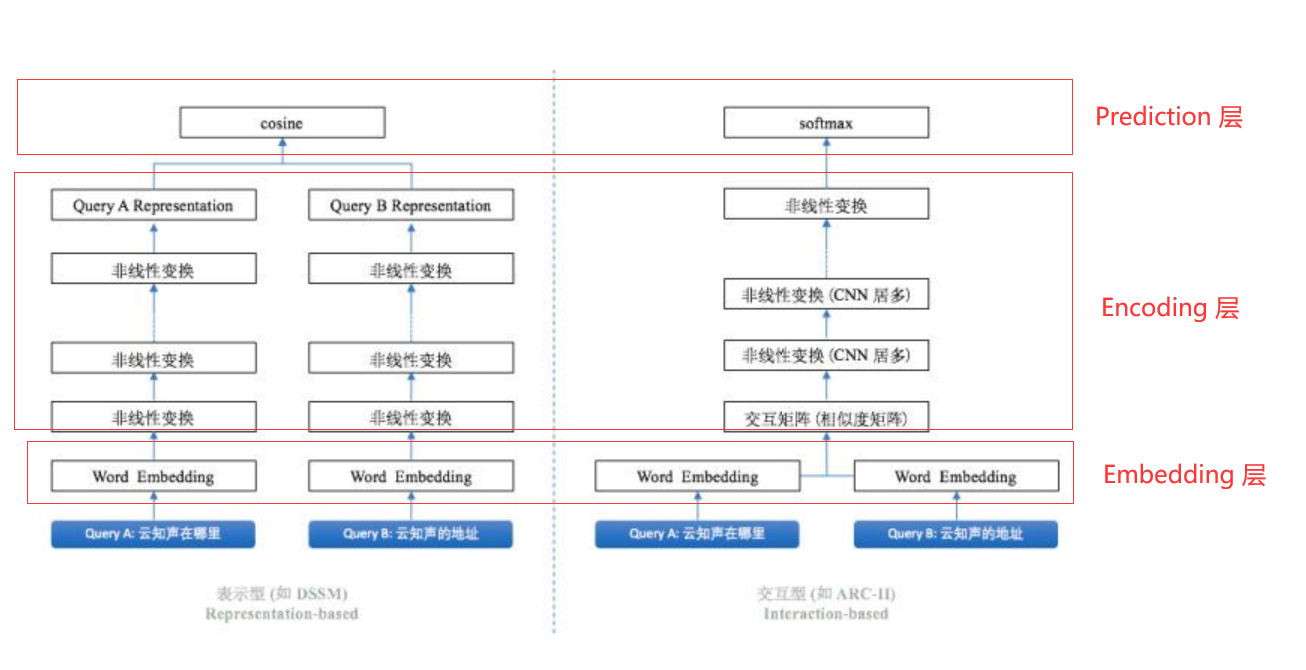 cosine
softmax
Prediction 层
Query A Representation
Query B Representation
非线性变换
非线性变换
非线性变换
非线性变换
非线性变换 (CNN 居多)
Encoding 层
非线性变换
非线性变换
非线性变换 (CNN 居多)
非线性变换
非线性变换
交互矩阵 (相似度矩阵)
Word Embedding
Word Embedding
Word Embedding
Word Embedding
Embedding 层
Query A: 云知声在哪里
Query B: 云知声的地址
Query A: 云知声在哪里
Query B: 云知声的地址
表示型 (如 DSSM)
Representation-based
交互型 (如 ARC-II)
Interaction-based